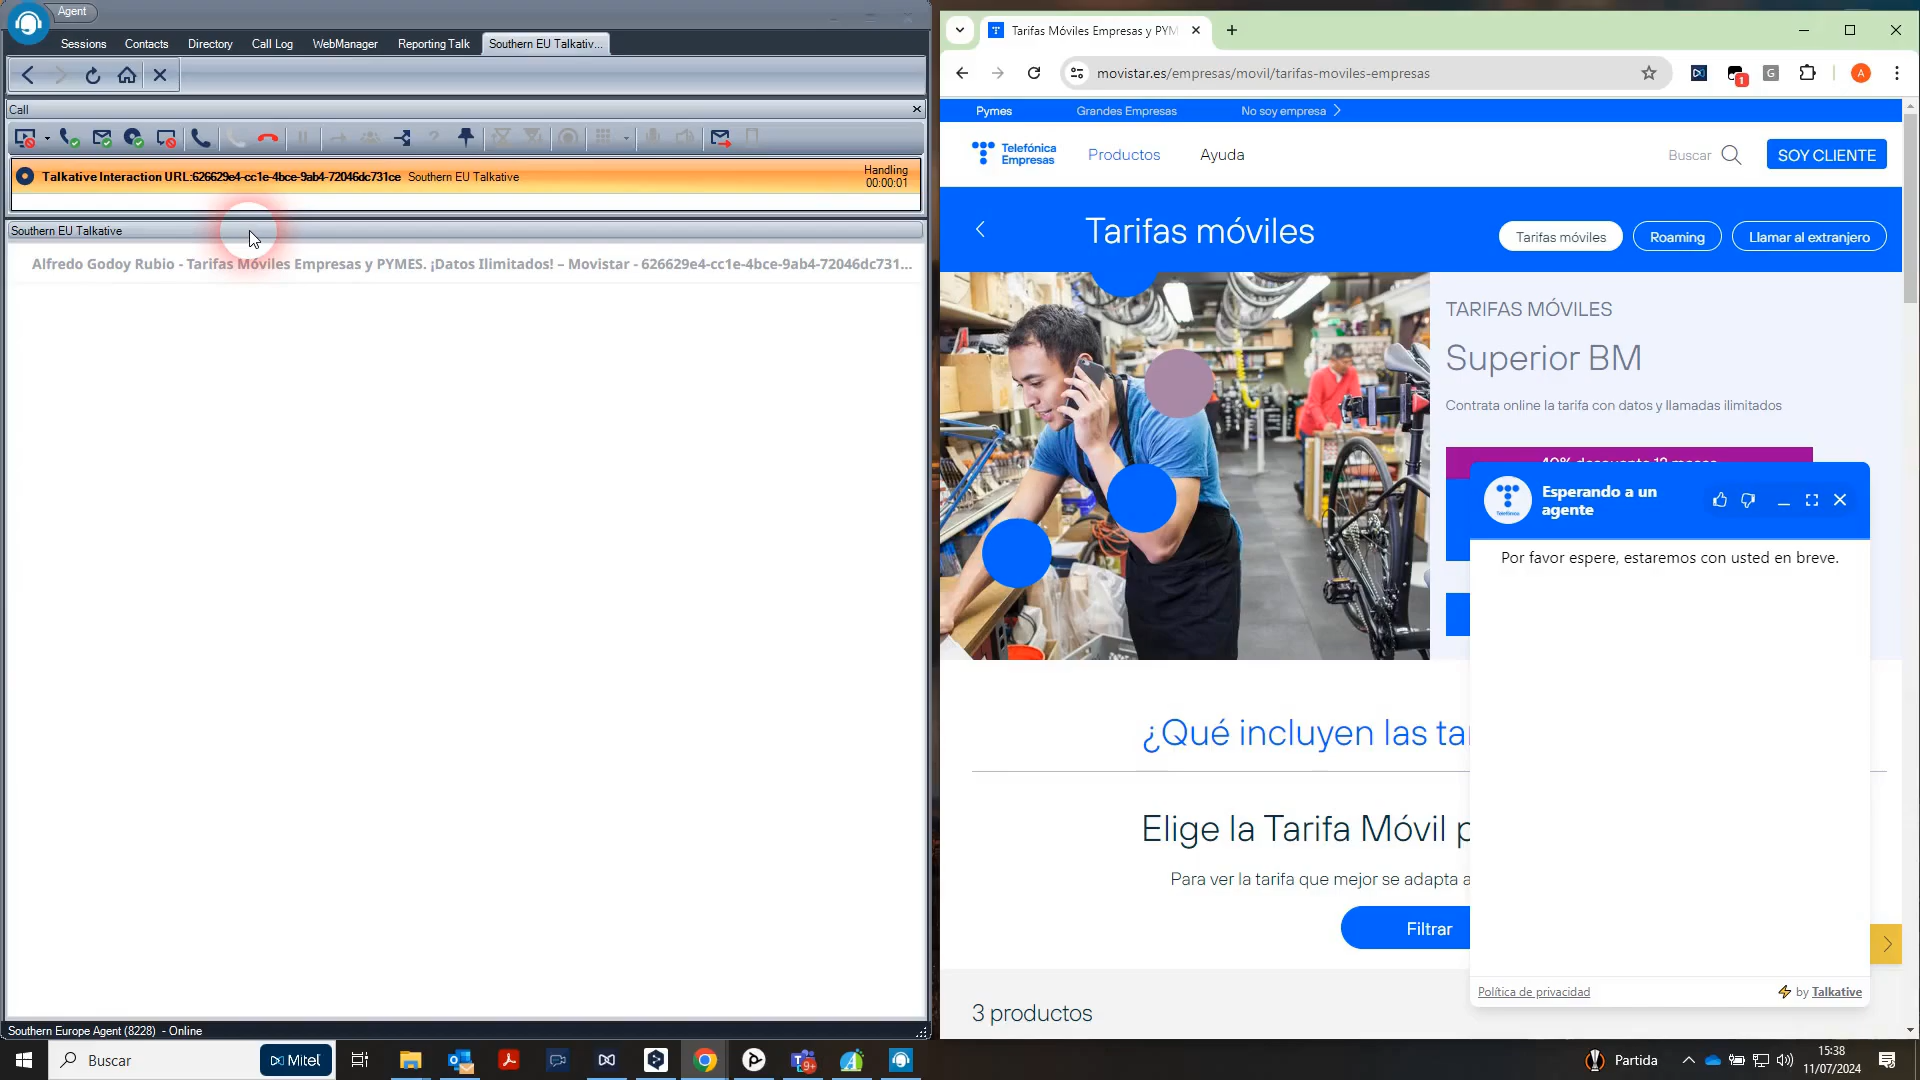 Agent
Sessions Contacts Directory Call Log WebManager Reporting Talk Southern EU Talkativ...
Call
Talkative Interaction URL:626629e4-cc1e-4bce-9ab4-72046dc731ce Southern EU Talkative Handling
00:00:01
Southern EU Talkative
Alfredo Godoy Rubio - Tarifas Móviles Empresas y PYMES. ¡Datos Ilimitados! – Movistar - 626629e4-cc1e-4bce-9ab4-72046dc731...
Southern Europe Agent (8228) - Online
Tarifas Móviles Empresas y PYM
movistar.es/empresas/movil/tarifas-moviles-empresas
1
G
A
Pymes Grandes Empresas No soy empresa
Telefónica
Empresas
Productos Ayuda Buscar SOY CLIENTE
Tarifas móviles Tarifas móviles Roaming Llamar al extranjero
TARIFAS MÓVILES
Superior BM
Contrata online la tarifa con datos y llamadas ilimitados
40% descuento 12 meses
Telefónica
Esperando a un
agente
Por favor espere, estaremos con usted en breve.
¿Qué incluyen las ta
Elige la Tarifa Móvil p
Para ver la tarifa que mejor se adapta a
Filtrar
3 productos
Política de privacidad by Talkative
Buscar Mitel 9+ Partida
15:38
11/07/2024